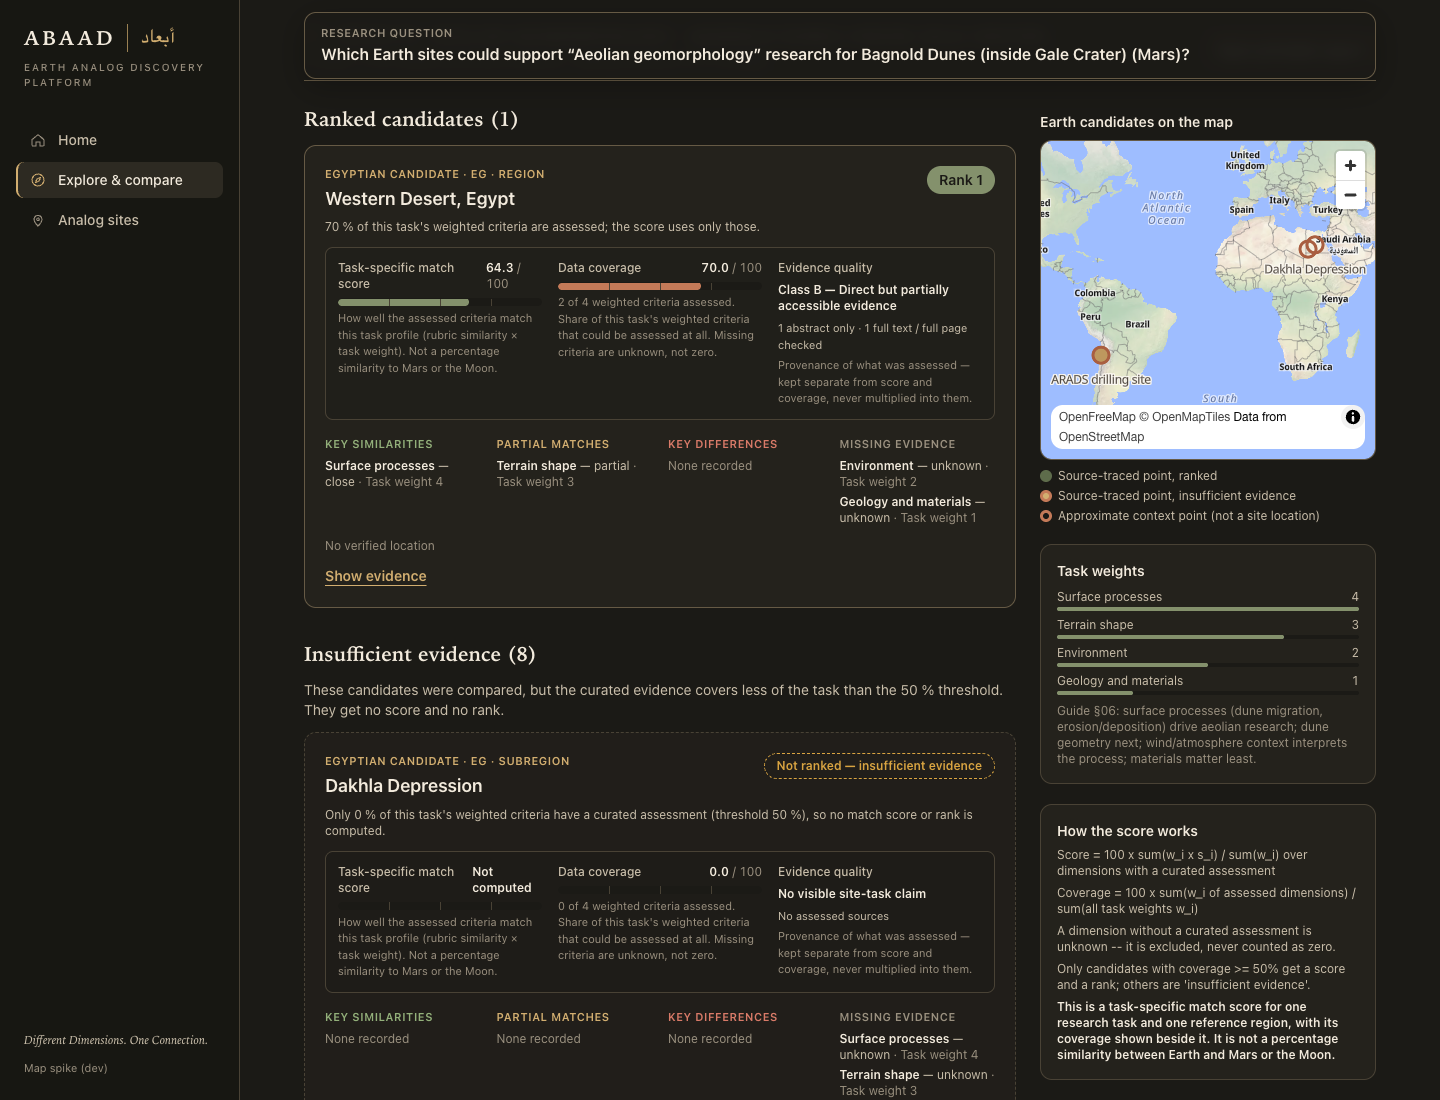 ABAAD
أبعاد
EARTH ANALOG DISCOVERY
PLATFORM
Home
Explore & compare
Analog sites
Different Dimensions. One Connection.
Map spike (dev)
RESEARCH QUESTION
Which Earth sites could support “Aeolian geomorphology” research for Bagnold Dunes (inside Gale Crater) (Mars)?
Ranked candidates (1)
EGYPTIAN CANDIDATE · EG · REGION
Rank 1
Western Desert, Egypt
70 % of this task's weighted criteria are assessed; the score uses only those.
Task-specific match
score
64.3 /
100
How well the assessed criteria match
this task profile (rubric similarity ×
task weight). Not a percentage
similarity to Mars or the Moon.
Data coverage
70.0 / 100
2 of 4 weighted criteria assessed.
Share of this task's weighted criteria
that could be assessed at all. Missing
criteria are unknown, not zero.
Evidence quality
Class B — Direct but partially
accessible evidence
1 abstract only · 1 full text / full page
checked
Provenance of what was assessed —
kept separate from score and
coverage, never multiplied into them.
KEY SIMILARITIES
Surface processes —
close · Task weight 4
PARTIAL MATCHES
Terrain shape — partial ·
Task weight 3
KEY DIFFERENCES
None recorded
MISSING EVIDENCE
Environment — unknown ·
Task weight 2
Geology and materials —
unknown · Task weight 1
No verified location
Show evidence
Insufficient evidence (8)
These candidates were compared, but the curated evidence covers less of the task than the 50 % threshold.
They get no score and no rank.
EGYPTIAN CANDIDATE · EG · SUBREGION
Not ranked — insufficient evidence
Dakhla Depression
Only 0 % of this task's weighted criteria have a curated assessment (threshold 50 %), so no match score or rank is
computed.
Task-specific match
score
Not
computed
How well the assessed criteria match
this task profile (rubric similarity ×
task weight). Not a percentage
similarity to Mars or the Moon.
Data coverage
0.0 / 100
0 of 4 weighted criteria assessed.
Share of this task's weighted criteria
that could be assessed at all. Missing
criteria are unknown, not zero.
Evidence quality
No visible site-task claim
No assessed sources
Provenance of what was assessed —
kept separate from score and
coverage, never multiplied into them.
KEY SIMILARITIES
None recorded
PARTIAL MATCHES
None recorded
KEY DIFFERENCES
None recorded
MISSING EVIDENCE
Surface processes —
unknown · Task weight 4
Terrain shape — unknown ·
Task weight 3
Earth candidates on the map
United
Kingdom
ed
es
North
Atlantic
Ocean
Spain
Italy
Turkey
co
Saudi Arabia
السعودية
Dakhla Depression
Colombia
Kenya
Peru
Brazil
ARADS drilling site
South Africa
South
+
−
OpenFreeMap © OpenMapTiles Data from
OpenStreetMap
Source-traced point, ranked
Source-traced point, insufficient evidence
Approximate context point (not a site location)
Task weights
Surface processes 4
Terrain shape 3
Environment 2
Geology and materials 1
Guide §06: surface processes (dune migration,
erosion/deposition) drive aeolian research; dune
geometry next; wind/atmosphere context interprets
the process; materials matter least.
How the score works
Score = 100 x sum(w_i x s_i) / sum(w_i) over
dimensions with a curated assessment
Coverage = 100 x sum(w_i of assessed dimensions) /
sum(all task weights w_i)
A dimension without a curated assessment is
unknown -- it is excluded, never counted as zero.
Only candidates with coverage >= 50% get a score
and a rank; others are 'insufficient evidence'.
This is a task-specific match score for one
research task and one reference region, with its
coverage shown beside it. It is not a percentage
similarity between Earth and Mars or the Moon.